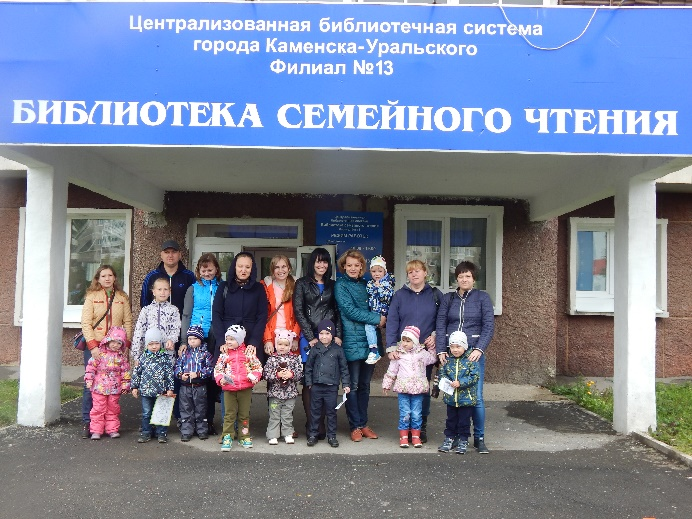 Централизованная библиотечная система
города Каменска-Уральского
Филиал №13
БИБЛИОТЕКА СЕМЕЙНОГО ЧТЕНИЯ